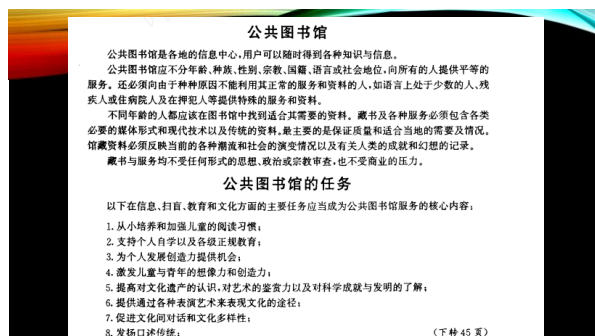 公共图书馆
公共图书馆是各地的信息中心,用户可以随时得到各种知识与信息。
公共图书馆应不分年龄、种族、性别、宗教、国籍、语言或社会地位,向所有的人提供平等的
服务。还必须向由于种种原因不能利用其正常的服务和资料的人,如语言上处于少数的人、残
疾人或住病院人及在押犯人等提供特殊的服务和资料。
不同年龄的人都应该在图书馆中找到适合其需要的资料。藏书及各种服务必须包含各类
必要的媒体形式和现代技术以及传统的资料。最主要的是保证质量和适合当地的需要及情况。
馆藏资料必须反映当前的各种潮流和社会的演变情况以及有关人类的成就和幻想的记录。
藏书与服务均不受任何形式的思想、政治或宗教审查,也不受商业的压力。
公共图书馆的任务
以下在信息、扫盲、教育和文化方面的主要任务应当成为公共图书馆服务的核心内容:
1.从小培养和加强儿童的阅读习惯;
2.支持个人自学以及各级正规教育;
3.为个人发展创造力提供机会;
4.激发儿童与青年的想像力和创造力;
5.提高对文化遗产的认识,对艺术的鉴赏力以及对科学成就与发明的了解;
6.提供通过各种表演艺术来表现文化的途径;
7.促进文化间对话和文化多样性;
8.发扬口述传统; (下转45页)